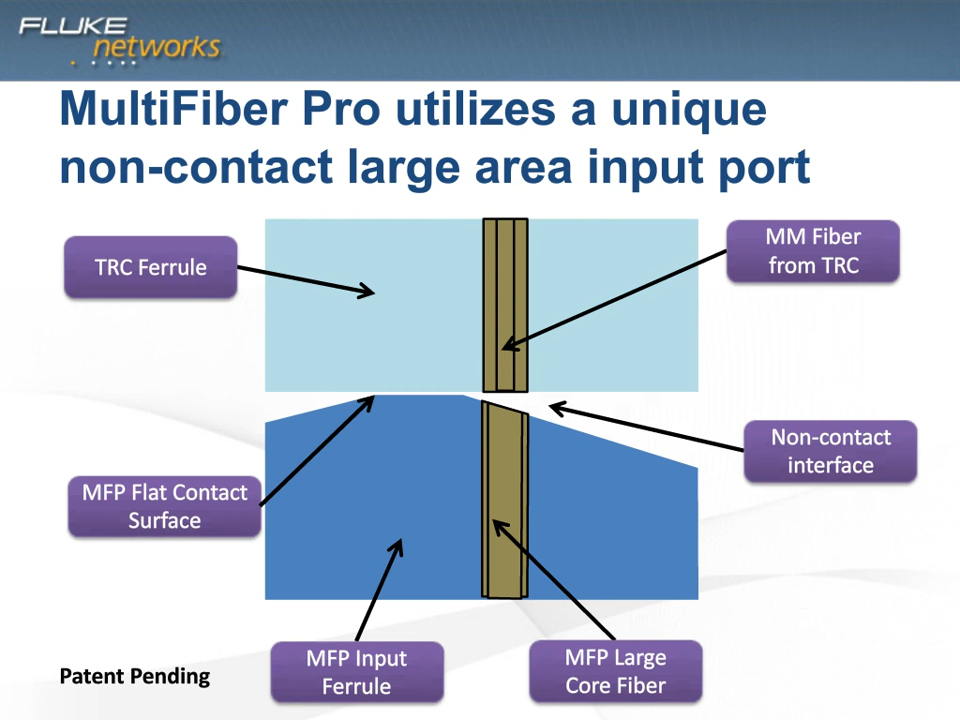 FLUKE
networks
MultiFiber Pro utilizes a unique
non-contact large area input port
TRC Ferrule
MM Fiber
from TRC
Non-contact
interface
MFP Flat Contact
Surface
MFP Input
Ferrule
MFP Large
Core Fiber
Patent Pending